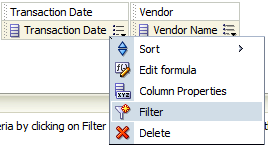 Transaction Date Vendor
Transaction Date Vendor Name
Sort
Edit formula
Column Properties
Filter
Delete
eria by clicking on Filter